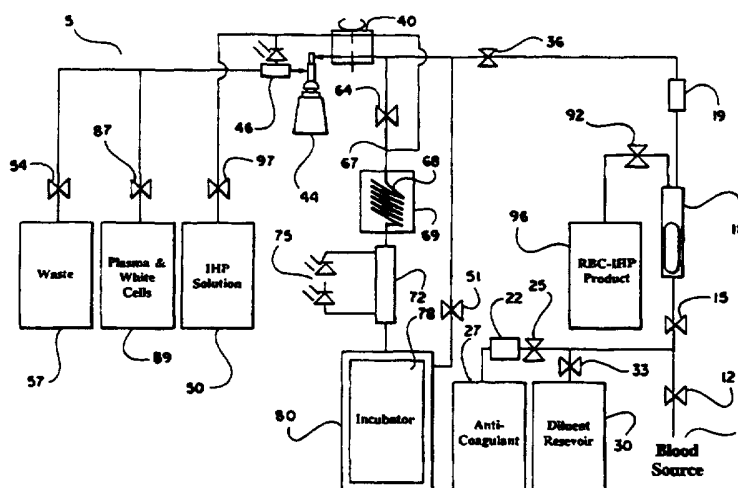 5
40
36
19
46
64
44
67
68
69
92
87
54
97
96
RBC-IHP
Product
75
72
51
78
15
Waste
Plasma &
White
Cells
IHP
Solution
57
89
50
27
22
25
33
12
80
Incubator
Anti-
Coagulant
Diluent
Resevoir
30
Blood
Source